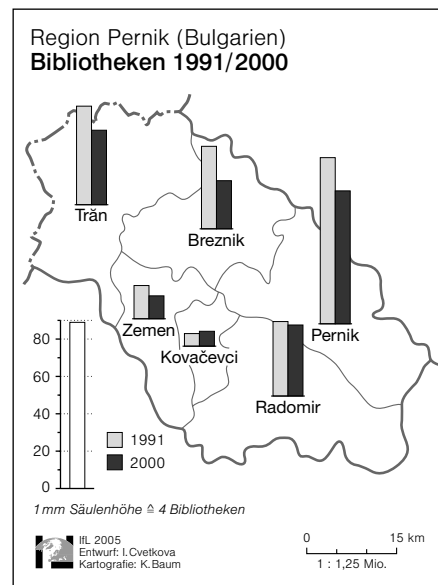 Region Pernik (Bulgarien)
Bibliotheken 1991/2000
Trăn
Breznik
Zemen
Kovačevci
Pernik
Radomir
80
60
40
20
0
1991
2000
1mm Säulenhöhe ≙ 4 Bibliotheken
IfL 2005
Entwurf: I.Cvetkova
Kartografie: K.Baum
0 15 km
1 : 1,25 Mio.